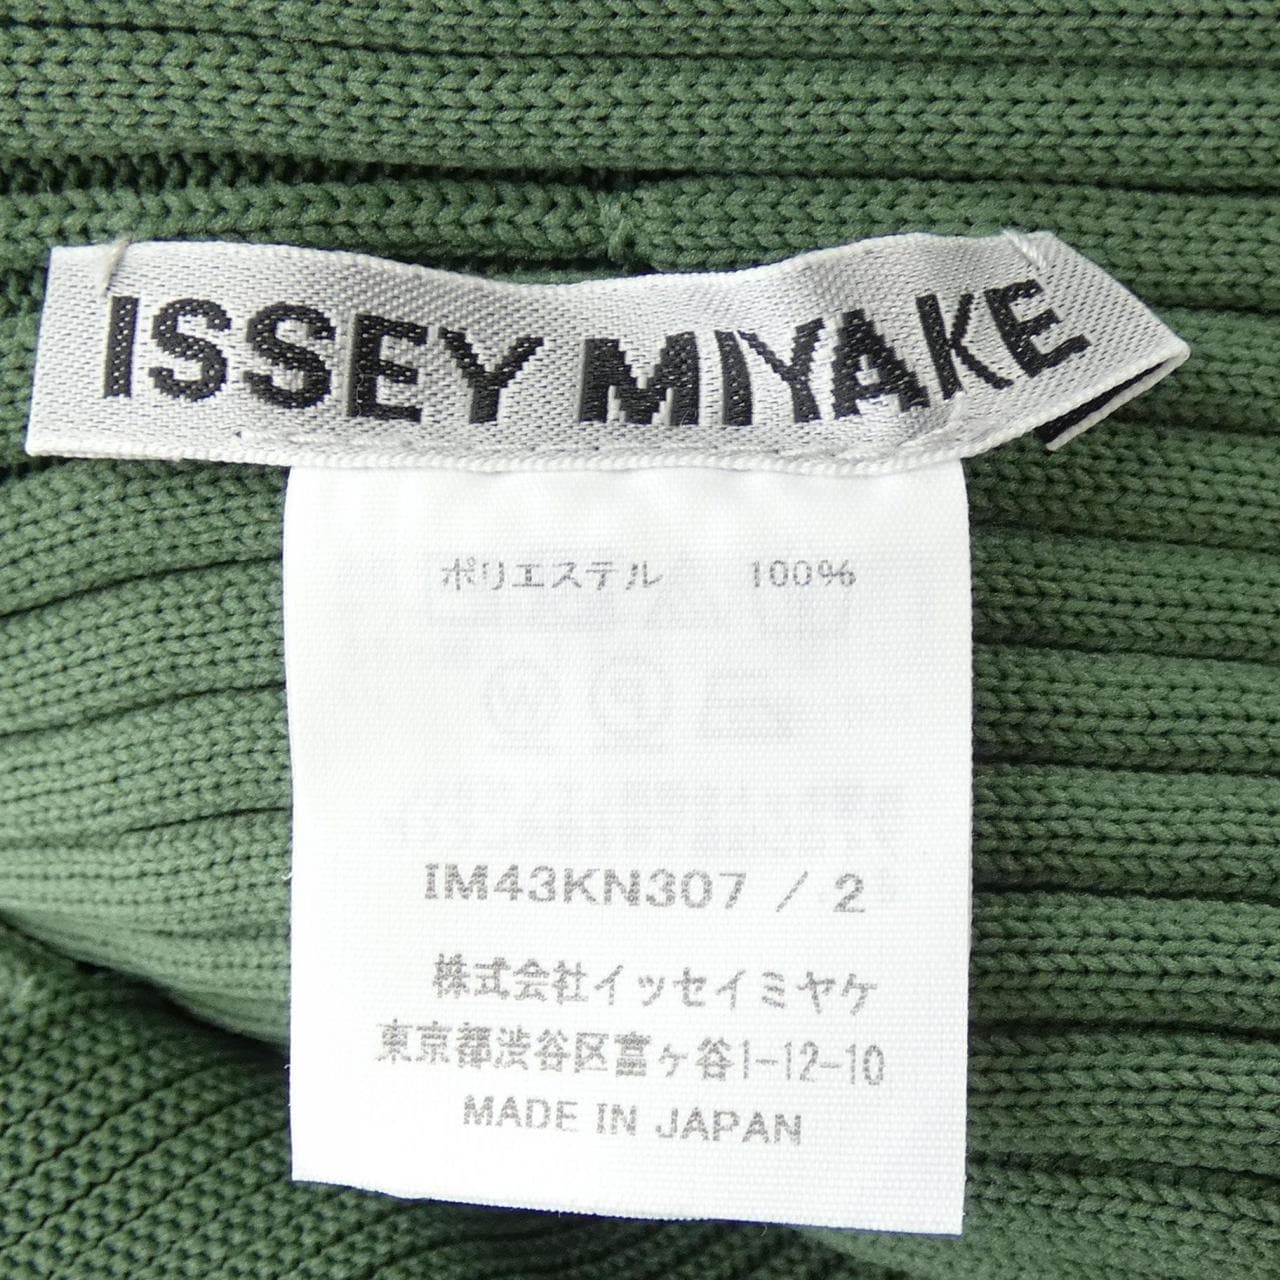 ISSEY MIYAKE
ポリエステル 100%
IM43KN307 / 2
株式会社イッセイミヤケ
東京都渋谷区富ヶ谷1-12-10
MADE IN JAPAN